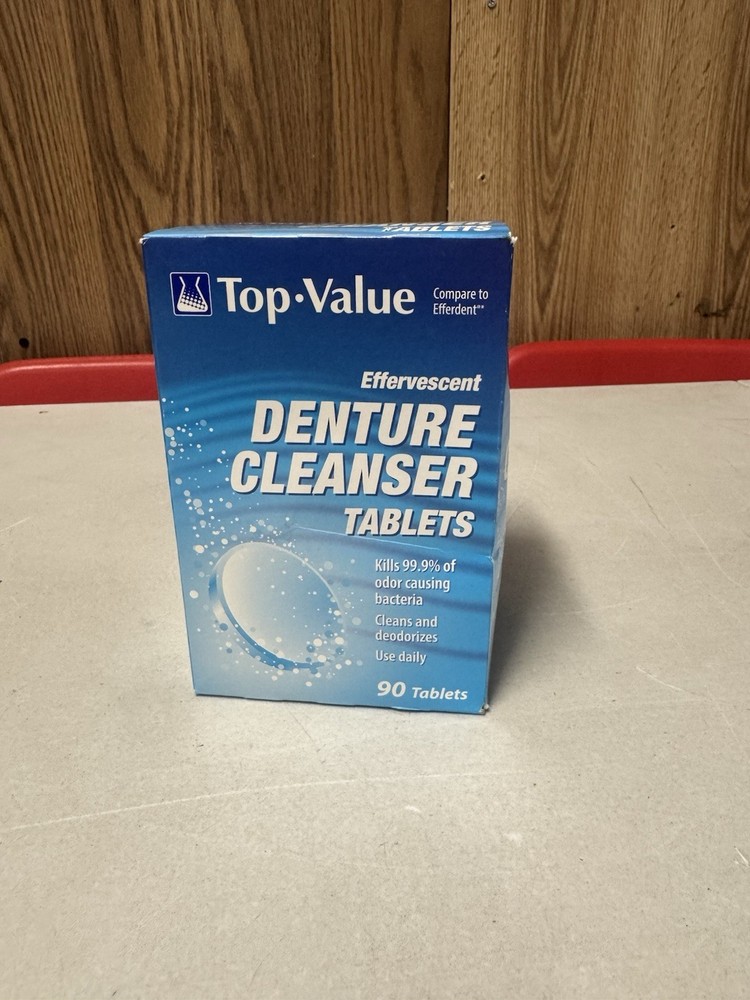 TABLETS
Top•Value
Compare to
Efferdent®*
Effervescent
DENTURE
CLEANSER
TABLETS
Kills 99.9% of
odor causing
bacteria
Cleans and
deodorizes
Use daily
90 Tablets